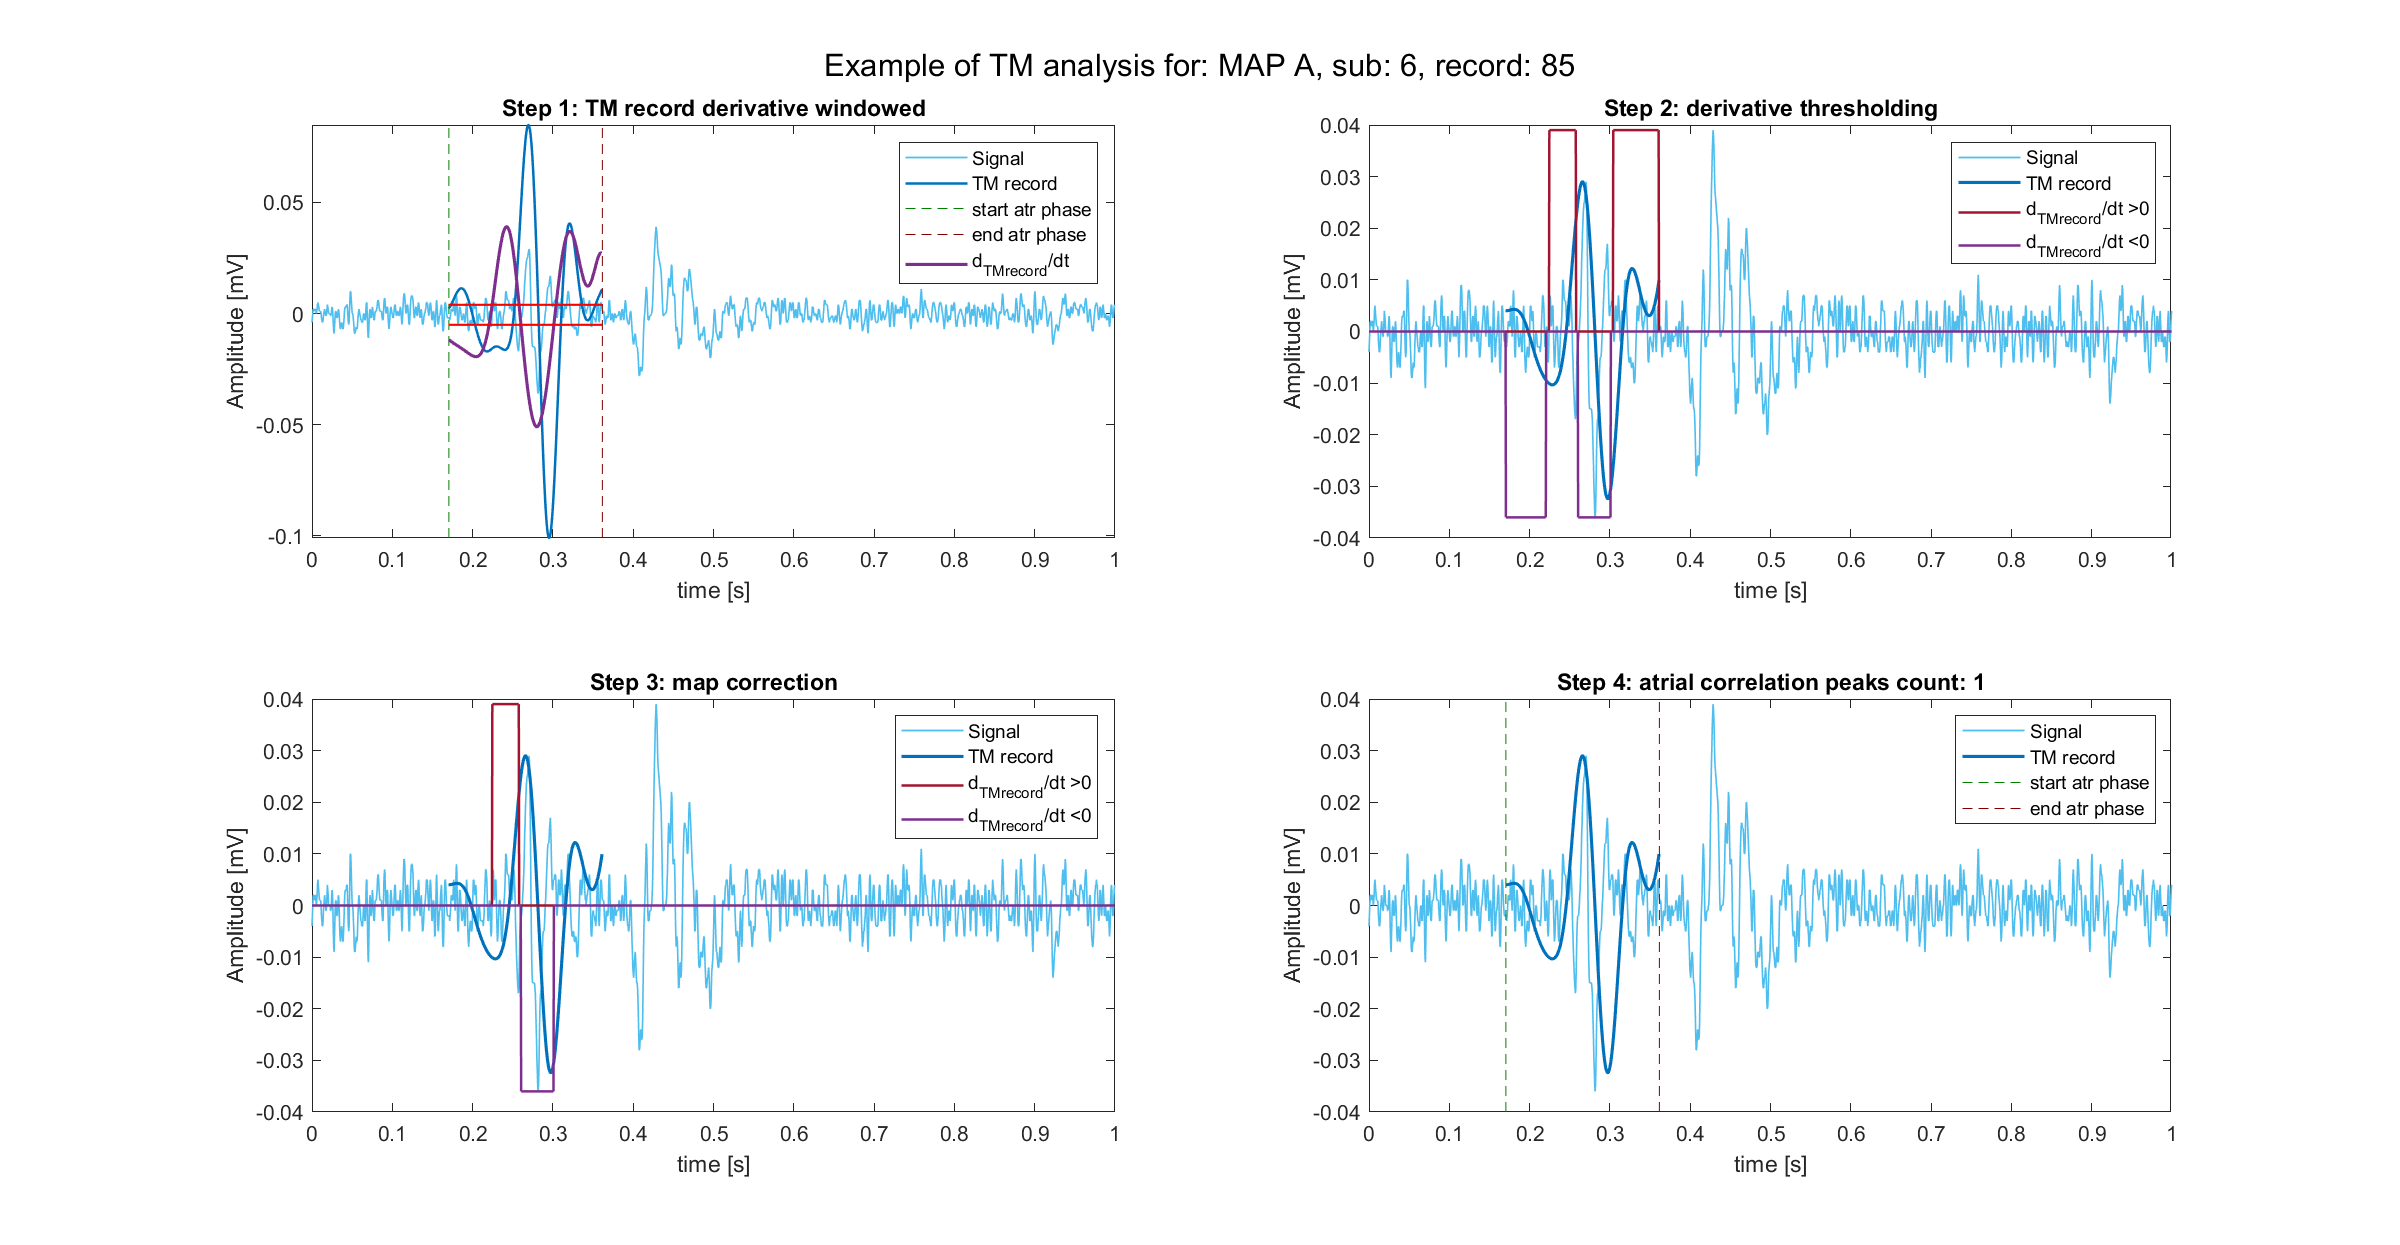 Example of TM analysis for: MAP A, sub: 6, record: 85
Step 1: TM record derivative windowed
Amplitude [mV]
0.05
0
-0.05
-0.1
0 0.1 0.2 0.3 0.4 0.5 0.6 0.7 0.8 0.9 1
time [s]
Signal
TM record
start atr phase
end atr phase
dTMrecord/dt
Step 2: derivative thresholding
Amplitude [mV]
0.04
0.03
0.02
0.01
0
-0.01
-0.02
-0.03
-0.04
0 0.1 0.2 0.3 0.4 0.5 0.6 0.7 0.8 0.9 1
time [s]
Signal
TM record
dTMrecord/dt >0
dTMrecord/dt <0
Step 3: map correction
Amplitude [mV]
0.04
0.03
0.02
0.01
0
-0.01
-0.02
-0.03
-0.04
0 0.1 0.2 0.3 0.4 0.5 0.6 0.7 0.8 0.9 1
time [s]
Signal
TM record
dTMrecord/dt >0
dTMrecord/dt <0
Step 4: atrial correlation peaks count: 1
Amplitude [mV]
0.04
0.03
0.02
0.01
0
-0.01
-0.02
-0.03
-0.04
0 0.1 0.2 0.3 0.4 0.5 0.6 0.7 0.8 0.9 1
time [s]
Signal
TM record
start atr phase
end atr phase